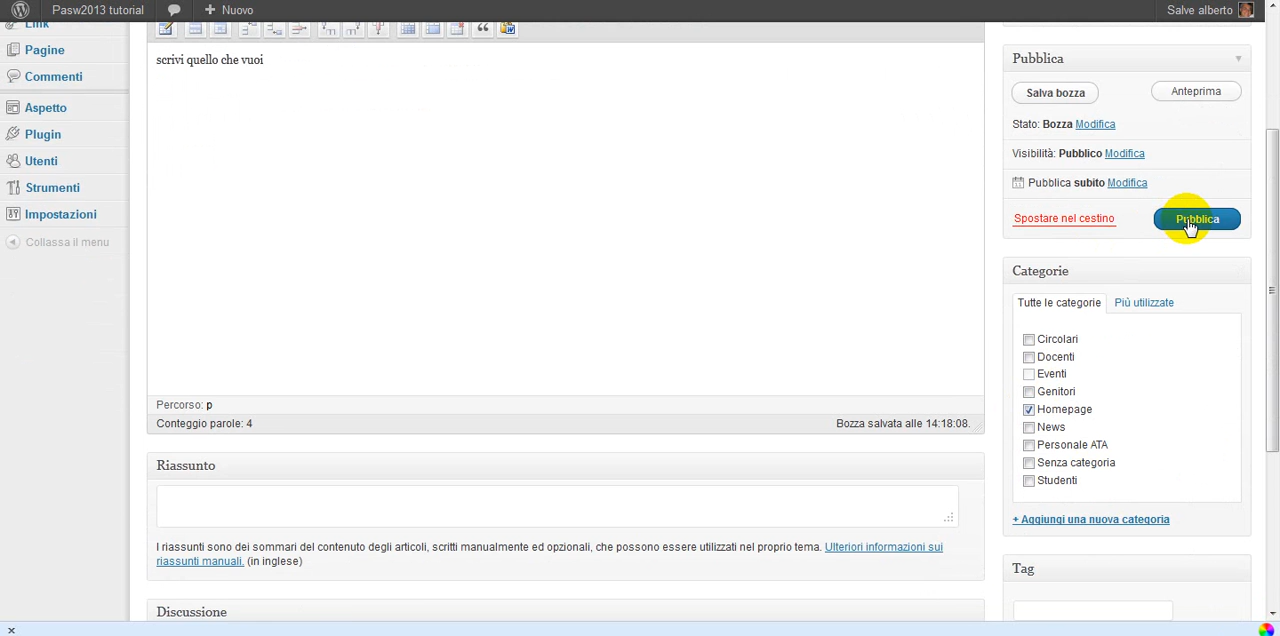 Pasw2013 tutorial
Nuovo
Salve alberto
Link
Pagine
Commenti
Aspetto
Plugin
Utenti
Strumenti
Impostazioni
Collassa il menu
scrivi quello che vuoi
Percorso: p
Conteggio parole: 4
Bozza salvata alle 14:18:08.
Riassunto
I riassunti sono dei sommari del contenuto degli articoli, scritti manualmente ed opzionali, che possono essere utilizzati nel proprio tema. Ulteriori informazioni sui
riassunti manuali. (in inglese)
Discussione
Pubblica
Salva bozza
Anteprima
Stato: Bozza Modifica
Visibilità: Pubblico Modifica
Pubblica subito Modifica
Spostare nel cestino
Pubblica
Categorie
Tutte le categorie
Più utilizzate
Circolari
Docenti
Eventi
Genitori
Homepage
News
Personale ATA
Senza categoria
Studenti
+ Aggiungi una nuova categoria
Tag